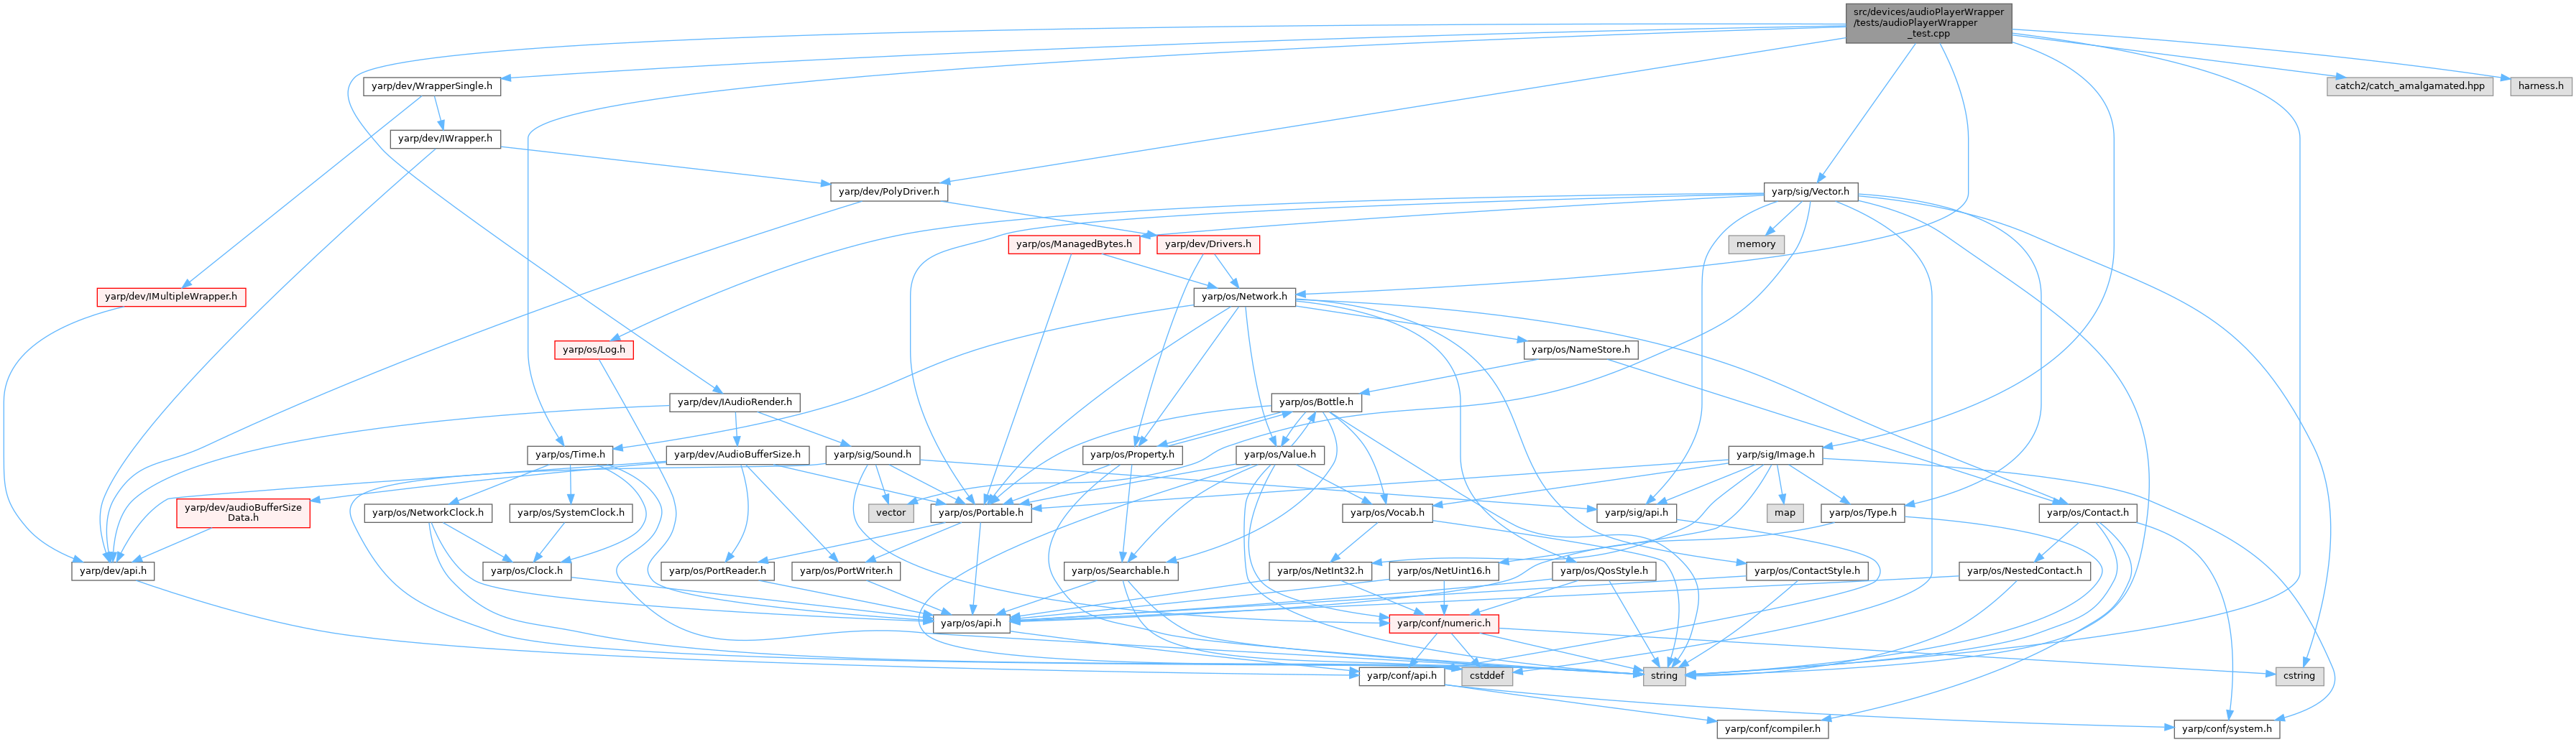 src/devices/audioPlayerWrapper
/tests/audioPlayerWrapper
_test.cpp
yarp/dev/WrapperSingle.h
catch2/catch_amalgamated.hpp
harness.h
yarp/dev/IWrapper.h
yarp/dev/PolyDriver.h
yarp/sig/Vector.h
yarp/os/ManagedBytes.h
yarp/dev/Drivers.h
memory
yarp/dev/IMultipleWrapper.h
yarp/os/Network.h
yarp/os/Log.h
yarp/os/NameStore.h
yarp/dev/IAudioRender.h
yarp/os/Bottle.h
yarp/os/Time.h
yarp/dev/AudioBufferSize.h
yarp/sig/Sound.h
yarp/os/Property.h
yarp/os/Value.h
yarp/sig/Image.h
yarp/dev/audioBufferSize
Data.h
yarp/os/NetworkClock.h
yarp/os/SystemClock.h
vector
yarp/os/Portable.h
yarp/os/Vocab.h
yarp/sig/api.h
map
yarp/os/Type.h
yarp/os/Contact.h
yarp/dev/api.h
yarp/os/Clock.h
yarp/os/PortReader.h
yarp/os/PortWriter.h
yarp/os/Searchable.h
yarp/os/NetInt32.h
yarp/os/NetUint16.h
yarp/os/QosStyle.h
yarp/os/ContactStyle.h
yarp/os/NestedContact.h
yarp/os/api.h
yarp/conf/numeric.h
yarp/conf/api.h
cstddef
string
cstring
yarp/conf/compiler.h
yarp/conf/system.h